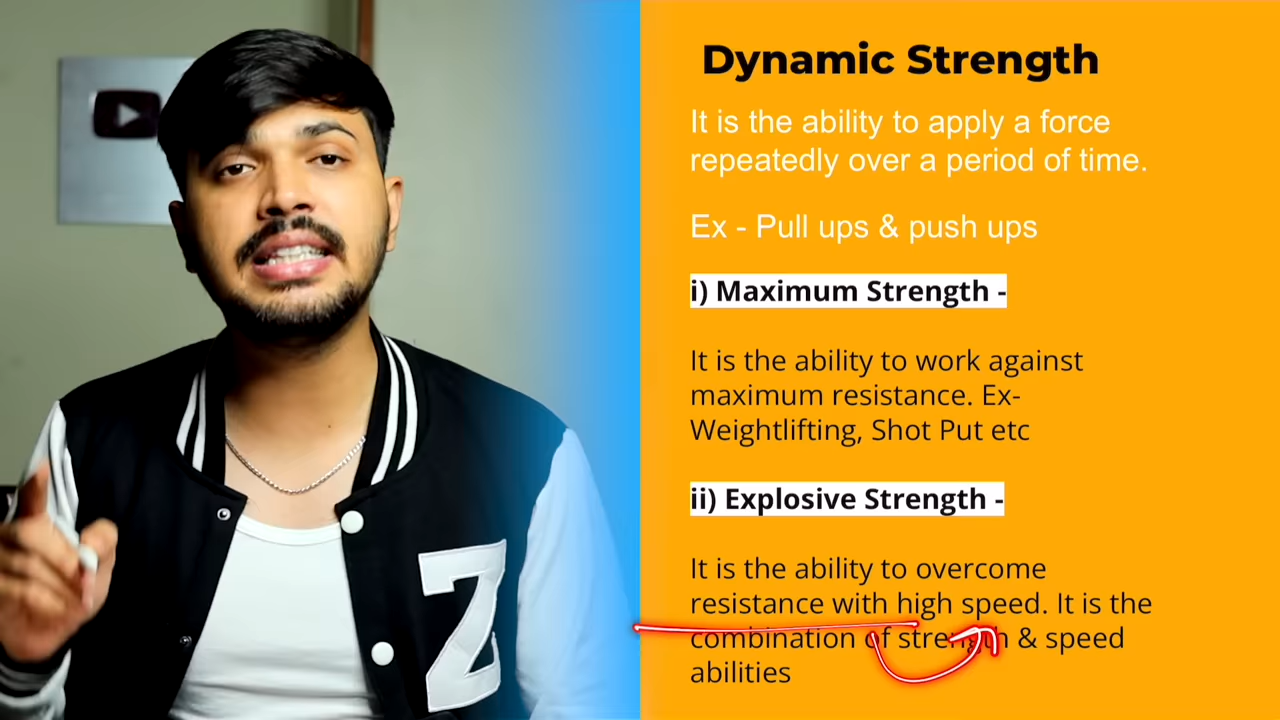 Dynamic Strength
It is the ability to apply a force
repeatedly over a period of time.
Ex - Pull ups & push ups
i) Maximum Strength -
It is the ability to work against
maximum resistance. Ex-
Weightlifting, Shot Put etc
ii) Explosive Strength -
It is the ability to overcome
resistance with high speed. It is the
combination of strength & speed
abilities
Z